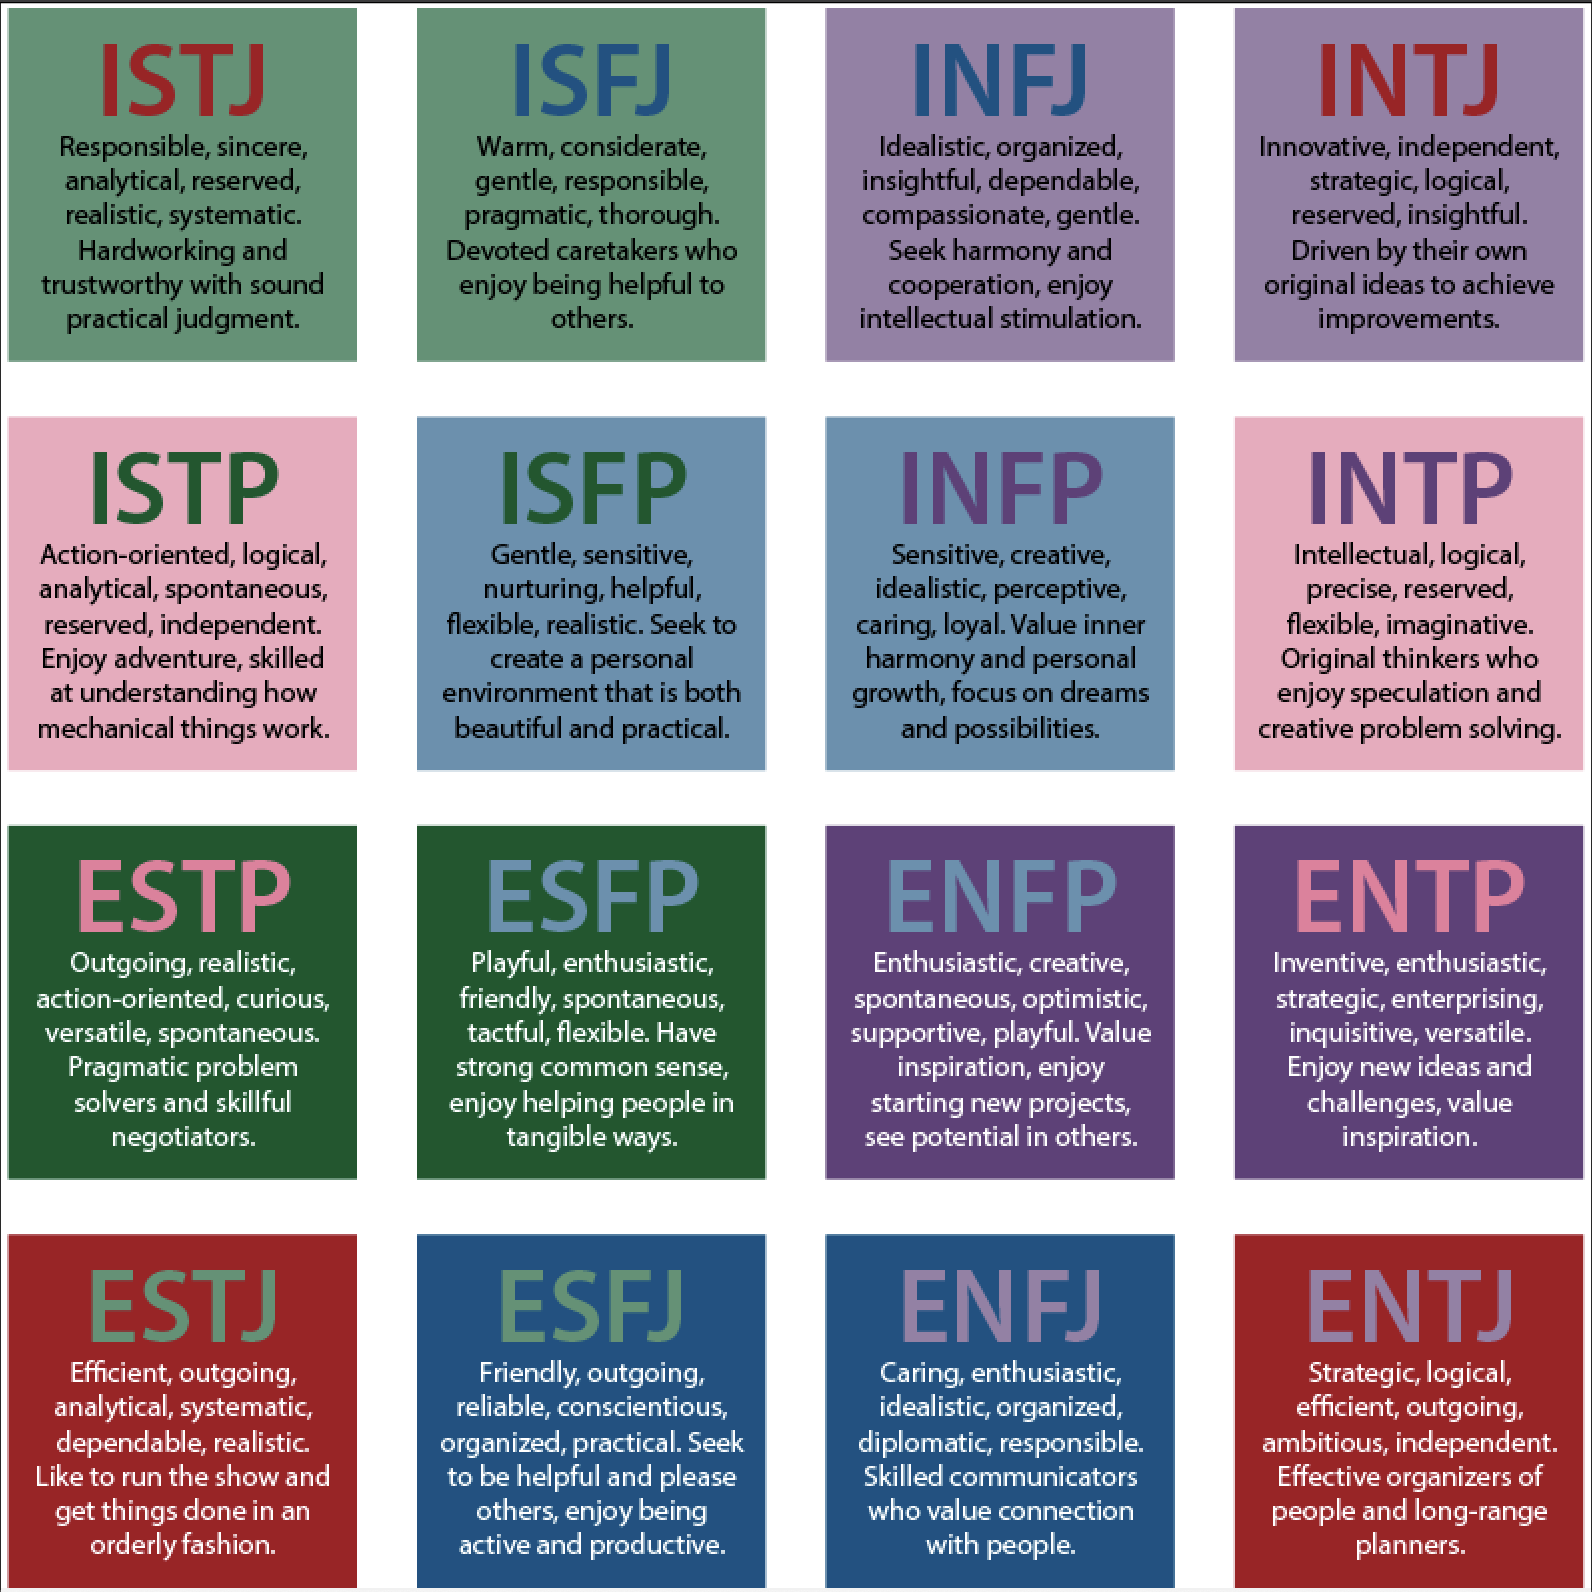 ISTJ
Responsible, sincere,
analytical, reserved,
realistic, systematic.
Hardworking and
trustworthy with sound
practical judgment.
ISFJ
Warm, considerate,
gentle, responsible,
pragmatic, thorough.
Devoted caretakers who
enjoy being helpful to
others.
INFJ
Idealistic, organized,
insightful, dependable,
compassionate, gentle.
Seek harmony and
cooperation, enjoy
intellectual stimulation.
INTJ
Innovative, independent,
strategic, logical,
reserved, insightful.
Driven by their own
original ideas to achieve
improvements.
ISTP
Action-oriented, logical,
analytical, spontaneous,
reserved, independent.
Enjoy adventure, skilled
at understanding how
mechanical things work.
ISFP
Gentle, sensitive,
nurturing, helpful,
flexible, realistic. Seek to
create a personal
environment that is both
beautiful and practical.
INFP
Sensitive, creative,
idealistic, perceptive,
caring, loyal. Value inner
harmony and personal
growth, focus on dreams
and possibilities.
INTP
Intellectual, logical,
precise, reserved,
flexible, imaginative.
Original thinkers who
enjoy speculation and
creative problem solving.
ESTP
Outgoing, realistic,
action-oriented, curious,
versatile, spontaneous.
Pragmatic problem
solvers and skillful
negotiators.
ESFP
Playful, enthusiastic,
friendly, spontaneous,
tactful, flexible. Have
strong common sense,
enjoy helping people in
tangible ways.
ENFP
Enthusiastic, creative,
spontaneous, optimistic,
supportive, playful. Value
inspiration, enjoy
starting new projects,
see potential in others.
ENTP
Inventive, enthusiastic,
strategic, enterprising,
inquisitive, versatile.
Enjoy new ideas and
challenges, value
inspiration.
ESTJ
Efficient, outgoing,
analytical, systematic,
dependable, realistic.
Like to run the show and
get things done in an
orderly fashion.
ESFJ
Friendly, outgoing,
reliable, conscientious,
organized, practical. Seek
to be helpful and please
others, enjoy being
active and productive.
ENFJ
Caring, enthusiastic,
idealistic, organized,
diplomatic, responsible.
Skilled communicators
who value connection
with people.
ENTJ
Strategic, logical,
efficient, outgoing,
ambitious, independent.
Effective organizers of
people and long-range
planners.